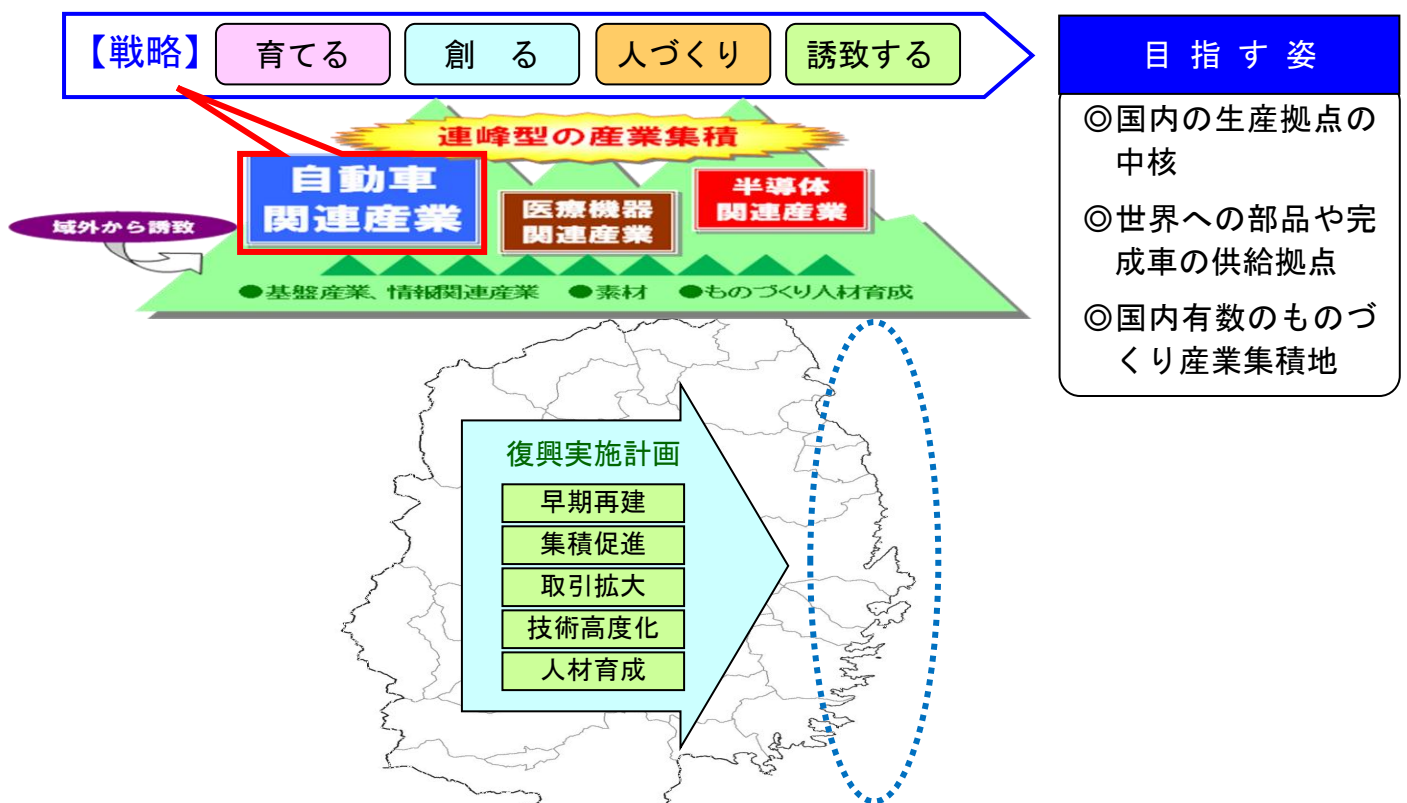 【戦略】 育てる 創 る 人づくり 誘致する
目 指 す 姿
◎国内の生産拠点の
中核
◎世界への部品や完
成車の供給拠点
◎国内有数のものづ
くり産業集積地
連峰型の産業集積
自動車
関連産業
医療機器
関連産業
半導体
関連産業
域外から誘致
●基盤産業、情報関連産業 ●素材 ●ものづくり人材育成
復興実施計画
早期再建
集積促進
取引拡大
技術高度化
人材育成